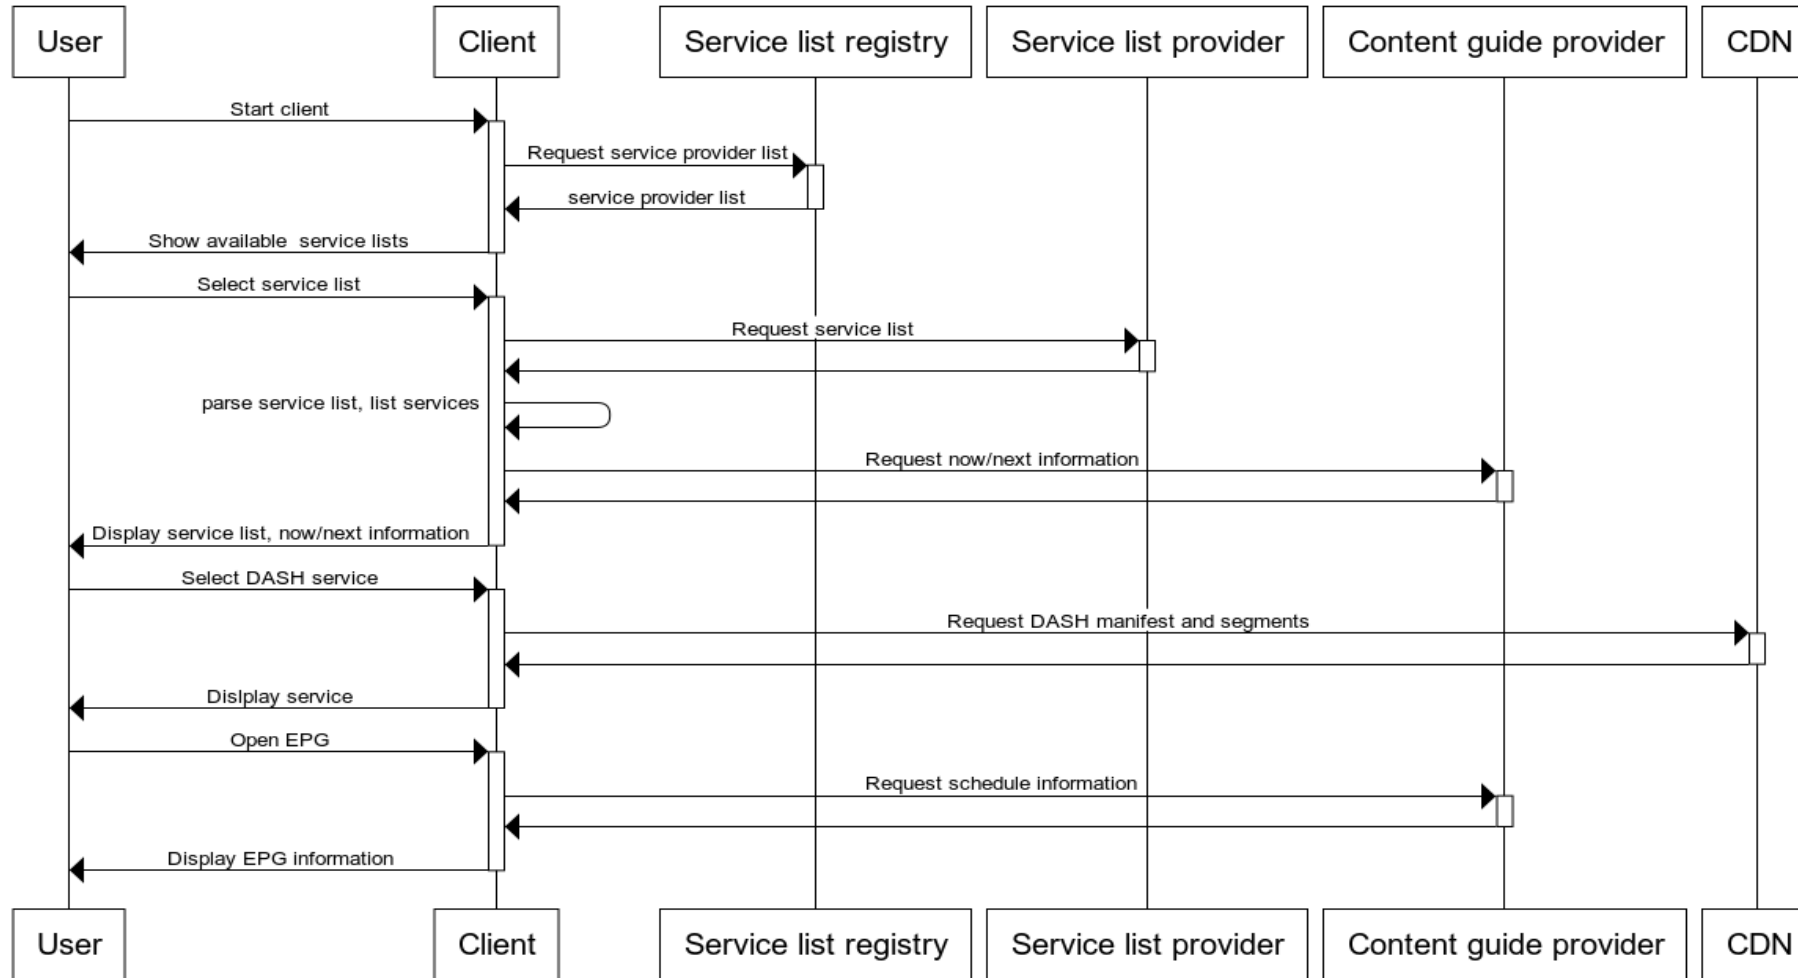 User
Client
Service list registry
Service list provider
Content guide provider
CDN
Start client
Request service provider list
service provider list
Show available  service lists
Select service list
Request service list
parse service list, list services
Request now/next information
Display service list, now/next information
Select DASH service
Request DASH manifest and segments
Dislplay service
Open EPG
Request schedule information
Display EPG information
User
Client
Service list registry
Service list provider
Content guide provider
CDN